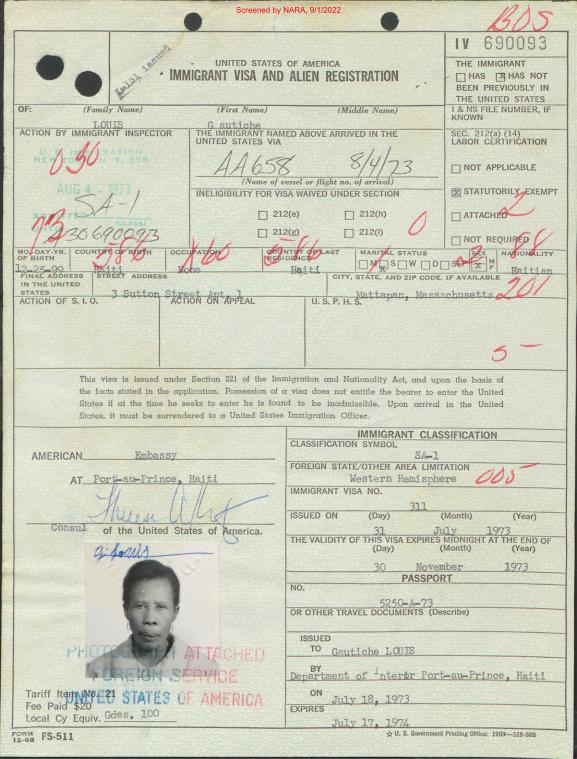 Screened by NARA, 9/1/2022
BOS
IV 690093
UNITED STATES OF AMERICA
IMMIGRANT VISA AND ALIEN REGISTRATION
THE IMMIGRANT
HAS HAS NOT
BEEN PREVIOUSLY IN
THE UNITED STATES
I & NS FILE NUMBER, IF
KNOWN
OF: (Family Name) (First Name) (Middle Name)
LOUIS Gautiche
ACTION BY IMMIGRANT INSPECTOR
THE IMMIGRANT NAMED ABOVE ARRIVED IN THE
UNITED STATES VIA
AA658 8/4/73
(Name of vessel or flight no. of arrival)
SEC. 212(a) (14)
LABOR CERTIFICATION
NOT APPLICABLE
STATUTORILY EXEMPT
ATTACHED
NOT REQUIRED
2
U. S. IMMIGRATION
NEW YORK, N. Y. 556
030
AUG 4 - 1973
SA-1
A30690093
73
INELIGIBILITY FOR VISA WAIVED UNDER SECTION
212(e) 212(h)
212(g) 212(i)
0
MO.-DAY-YR. OF BIRTH COUNTRY OF BIRTH OCCUPATION COUNTRY OF LAST RESIDENCE MARITAL STATUS SEX NATIONALITY
M S W D SEP M F
12-25-99 Haiti None Haiti Haitian
586 160 586 1 2 88
FINAL ADDRESS IN THE UNITED STATES
STREET ADDRESS
CITY, STATE, AND ZIP CODE, IF AVAILABLE
3 Sutton Street Apt. 1 Mattapan, Massachusetts
201
ACTION OF S. I. O. ACTION ON APPEAL U. S. P. H. S.
5 -
This visa is issued under Section 221 of the Immigration and Nationality Act, and upon the basis of
the facts stated in the application. Possession of a visa does not entitle the bearer to enter the United
States if at the time he seeks to enter he is found to be inadmissible. Upon arrival in the United
States, it must be surrendered to a United States Immigration Officer.
AMERICAN Embassy
AT Port-au-Prince, Haiti
Consul of the United States of America.
G. Louis
PHOTOGRAPH ATTACHED
FOREIGN SERVICE
UNITED STATES OF AMERICA
Tariff Item No. 21
Fee Paid $20
Local Cy Equiv. Gdes. 100
IMMIGRANT CLASSIFICATION
CLASSIFICATION SYMBOL
SA-1
FOREIGN STATE/OTHER AREA LIMITATION
Western Hemisphere
005
IMMIGRANT VISA NO.
311
ISSUED ON (Day) (Month) (Year)
31 July 1973
THE VALIDITY OF THIS VISA EXPIRES MIDNIGHT AT THE END OF
(Day) (Month) (Year)
30 November 1973
PASSPORT
NO.
5250-A-73
OR OTHER TRAVEL DOCUMENTS (Describe)
ISSUED
TO Gautiche LOUIS
BY
Department of Interior Port-au-Prince, Haiti
ON July 18, 1973
EXPIRES
July 17, 1974
FORM
12-68 FS-511
☆ U. S. Government Printing Office: 1969—328-865